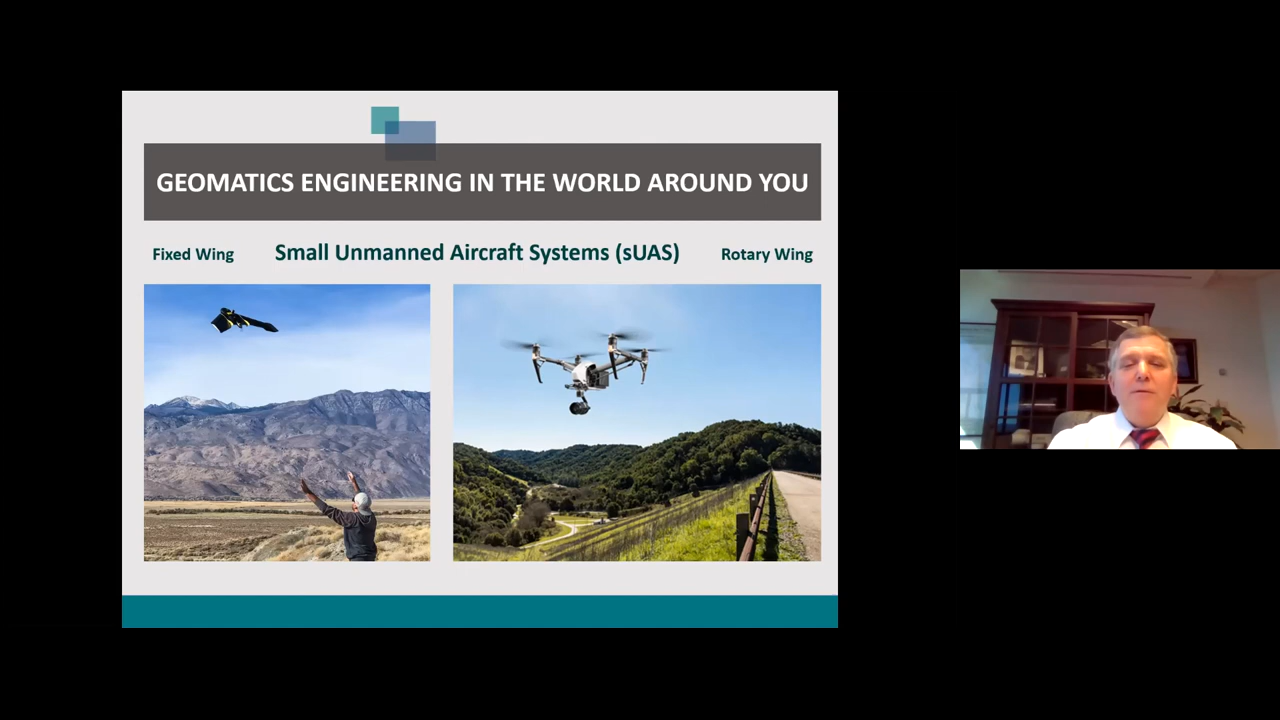 GEOMATICS ENGINEERING IN THE WORLD AROUND YOU
Fixed Wing
Small Unmanned Aircraft Systems (sUAS)
Rotary Wing